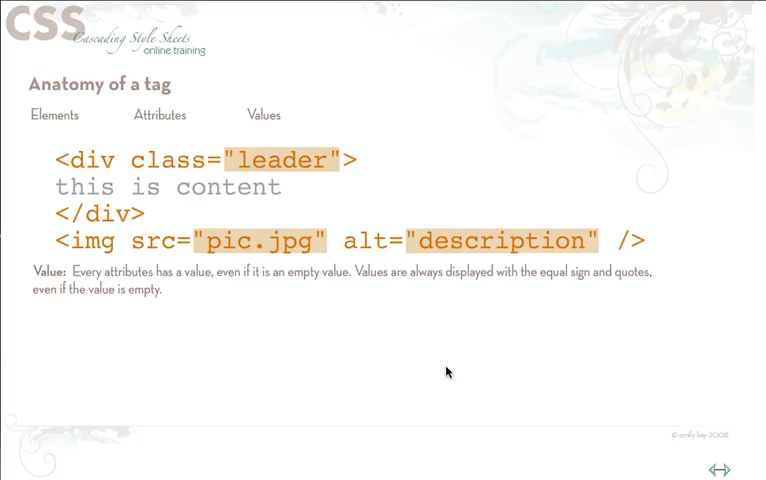 CSS
Cascading Style Sheets
online training
Anatomy of a tag
Elements Attributes Values
<div class="leader">
this is content
</div>
<img src="pic.jpg" alt="description" />
Value: Every attributes has a value, even if it is an empty value. Values are always displayed with the equal sign and quotes,
even if the value is empty.
© emily kay 2008